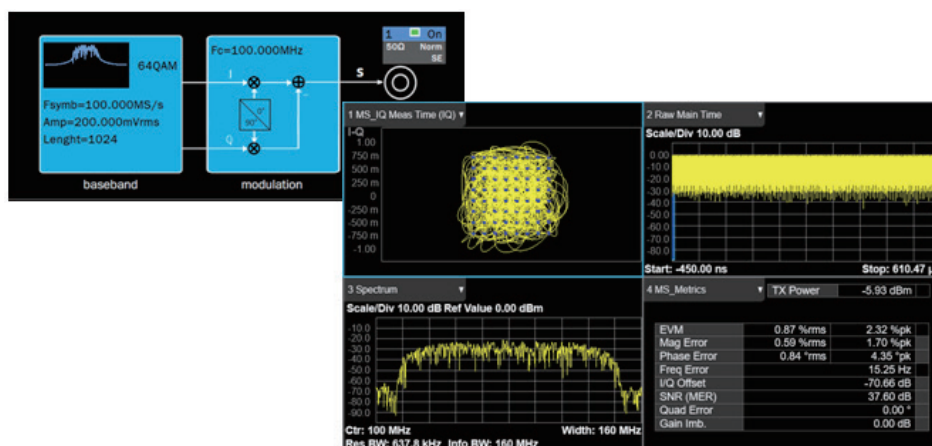 1 On
50Ω Norm
SE
64QAM
Fsymb=100.000MS/s
Amp=200.000mVrms
Lenght=1024
baseband
Fc=100.000MHz
I
Q
0°
90°
modulation
S
1 MS_IQ Meas Time (IQ)
I-Q
1.00
750 m
500 m
250 m
0
-250 m
-500 m
-750 m
-1.00
2 Raw Main Time
Scale/Div 10.00 dB
0.00
-10.0
-20.0
-30.0
-40.0
-50.0
-60.0
-70.0
-80.0
Start: -450.00 ns Stop: 610.47 µ
3 Spectrum
Scale/Div 10.00 dB Ref Value 0.00 dBm
-10.0
-20.0
-30.0
-40.0
-50.0
-60.0
-70.0
-80.0
-90.0
Ctr: 100 MHz Width: 160 MHz
Res BW: 637.8 kHz Info BW: 160 MHz
4 MS_Metrics TX Power -5.93 dBm
EVM 0.87 %rms 2.32 %pk
Mag Error 0.59 %rms 1.70 %pk
Phase Error 0.84 °rms 4.35 °pk
Freq Error 15.25 Hz
I/Q Offset -70.66 dB
SNR (MER) 37.60 dB
Quad Error 0.00 °
Gain Imb. 0.00 dB